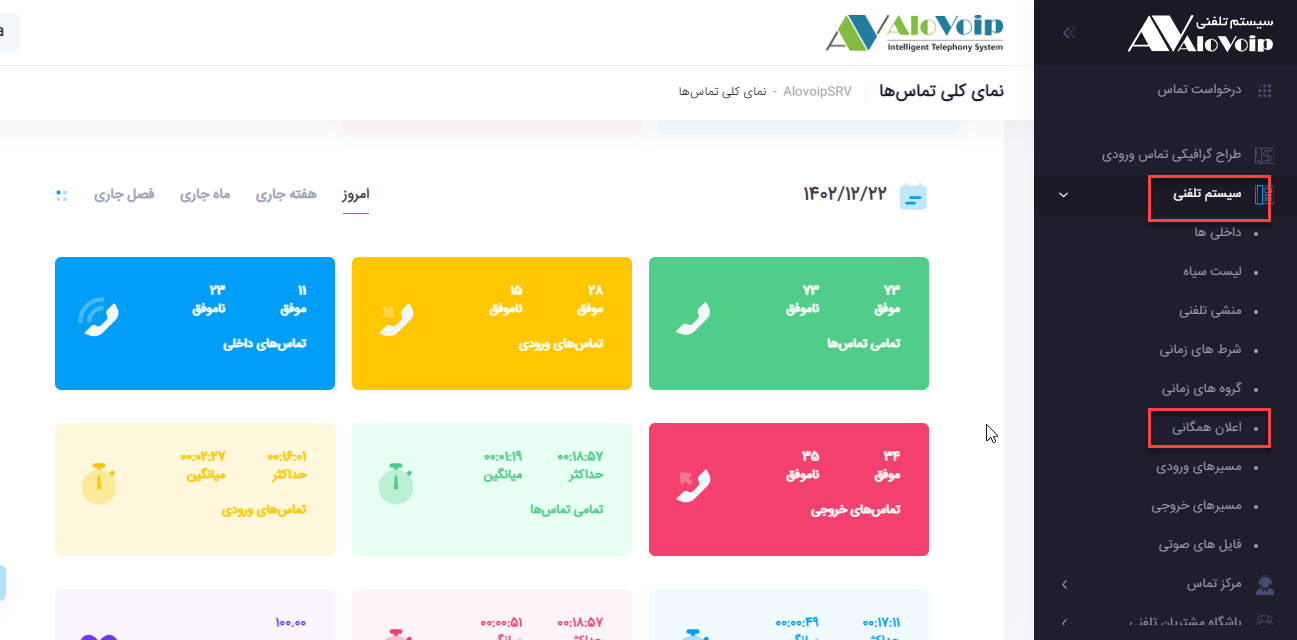 سیستم تلفنی
AloVoip
درخواست تماس
طراح گرافیکی تماس ورودی
سیستم تلفنی
داخلی ها
لیست سیاه
منشی تلفنی
شرط های زمانی
گروه های زمانی
اعلان همگانی
مسیرهای ورودی
مسیرهای خروجی
فایل های صوتی
مرکز تماس
باشگاه مشتریان تلفنی
AloVoip
Intelligent Telephony System
نمای کلی تماس‌ها
AlovoipSRV - نمای کلی تماس‌ها
۱۴۰۲/۱۲/۲۲
امروز هفته جاری ماه جاری فصل جاری
۷۳ ۷۳
موفق ناموفق
تمامی تماس‌ها
۲۸ ۱۵
موفق ناموفق
تماس‌های ورودی
۱۱ ۲۳
موفق ناموفق
تماس‌های داخلی
۳۴ ۳۵
موفق ناموفق
تماس‌های خروجی
۰۰:۱۸:۵۷ ۰۰:۰۱:۱۹
حداکثر میانگین
تمامی تماس‌ها
۰۰:۱۶:۰۱ ۰۰:۰۲:۲۷
حداکثر میانگین
تماس‌های ورودی
۰۰:۱۷:۱۱ ۰۰:۰۰:۴۹
حداکثر میانگین
۰۰:۱۸:۵۷ ۰۰:۰۰:۵۱
حداکثر میانگین
۱۰۰.۰۰